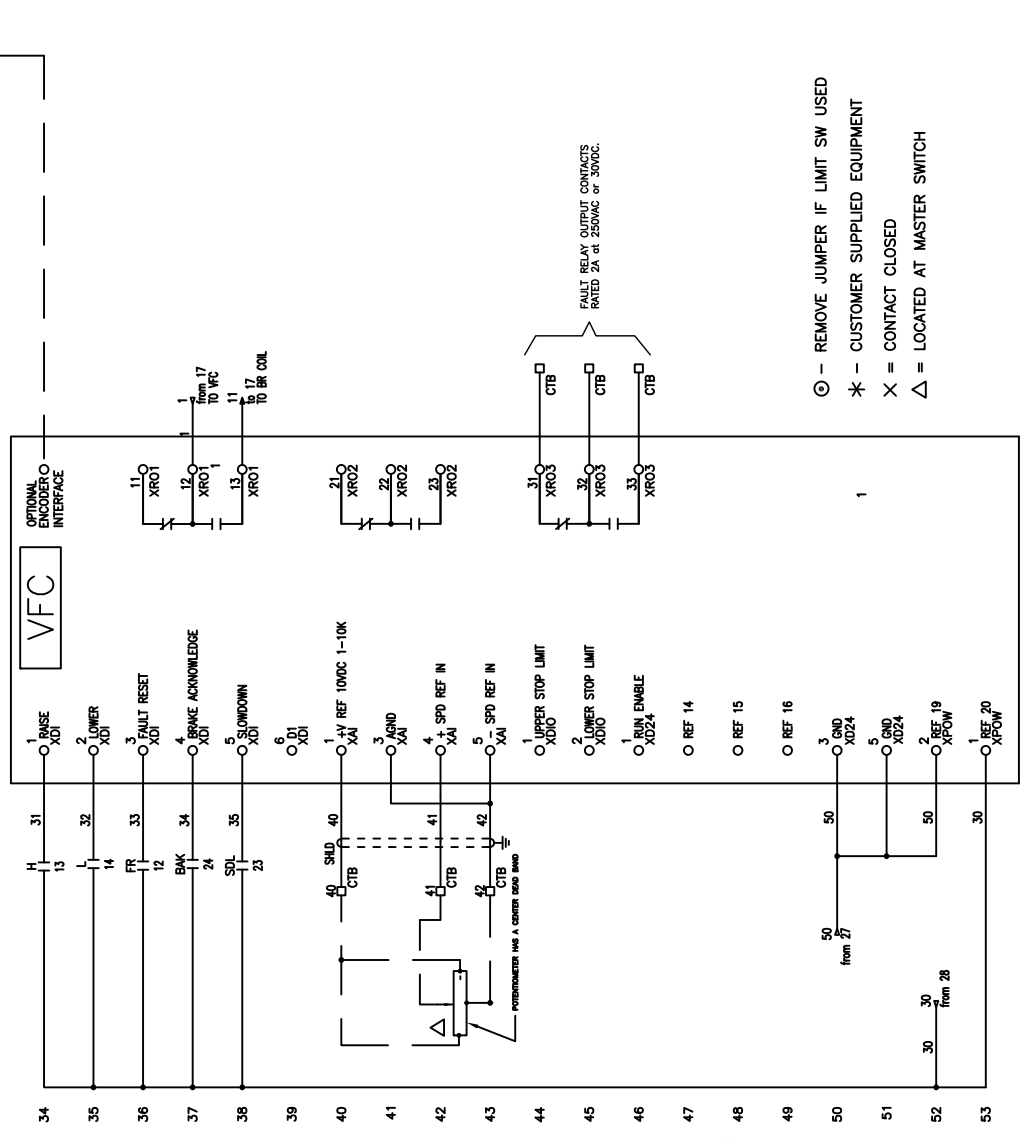 VFC
OPTIONAL
ENCODER
INTERFACE
34
H
13
31
1 RAISE
XDI
35
L
14
32
2 LOWER
XDI
36
FR
12
33
3 FAULT RESET
XDI
11
XRO1
37
BAK
24
34
4 BRAKE ACKNOWLEDGE
XDI
12
XRO1
1
1
from 17
TO VFC
38
SDL
23
35
5 SLOWDOWN
XDI
1
13
XRO1
11
to 17
TO BR COIL
39
6 D1
XDI
40
40
CTB
SHLD
40
1 +V REF 10VDC 1-10K
XAI
21
XRO2
41
3 AGND
XAI
22
XRO2
42
41
CTB
41
4 + SPD REF IN
XAI
23
XRO2
43
42
CTB
42
5 - SPD REF IN
XAI
POTENTIOMETER HAS A CENTER DEAD BAND
44
1 UPPER STOP LIMIT
XDIO
31
XRO3
CTB
45
2 LOWER STOP LIMIT
XDIO
32
XRO3
CTB
46
1 RUN ENABLE
XD24
33
XRO3
CTB
FAULT RELAY OUTPUT CONTACTS
RATED 2A at 250VAC or 30VDC.
47
REF 14
48
REF 15
49
REF 16
50
50
from 27
50
3 GND
XD24
1
51
5 GND
XD24
52
30
30
from 28
50
2 REF 19
XPOW
53
30
1 REF 20
XPOW
⊙ – REMOVE JUMPER IF LIMIT SW USED
✳ – CUSTOMER SUPPLIED EQUIPMENT
X = CONTACT CLOSED
△ = LOCATED AT MASTER SWITCH